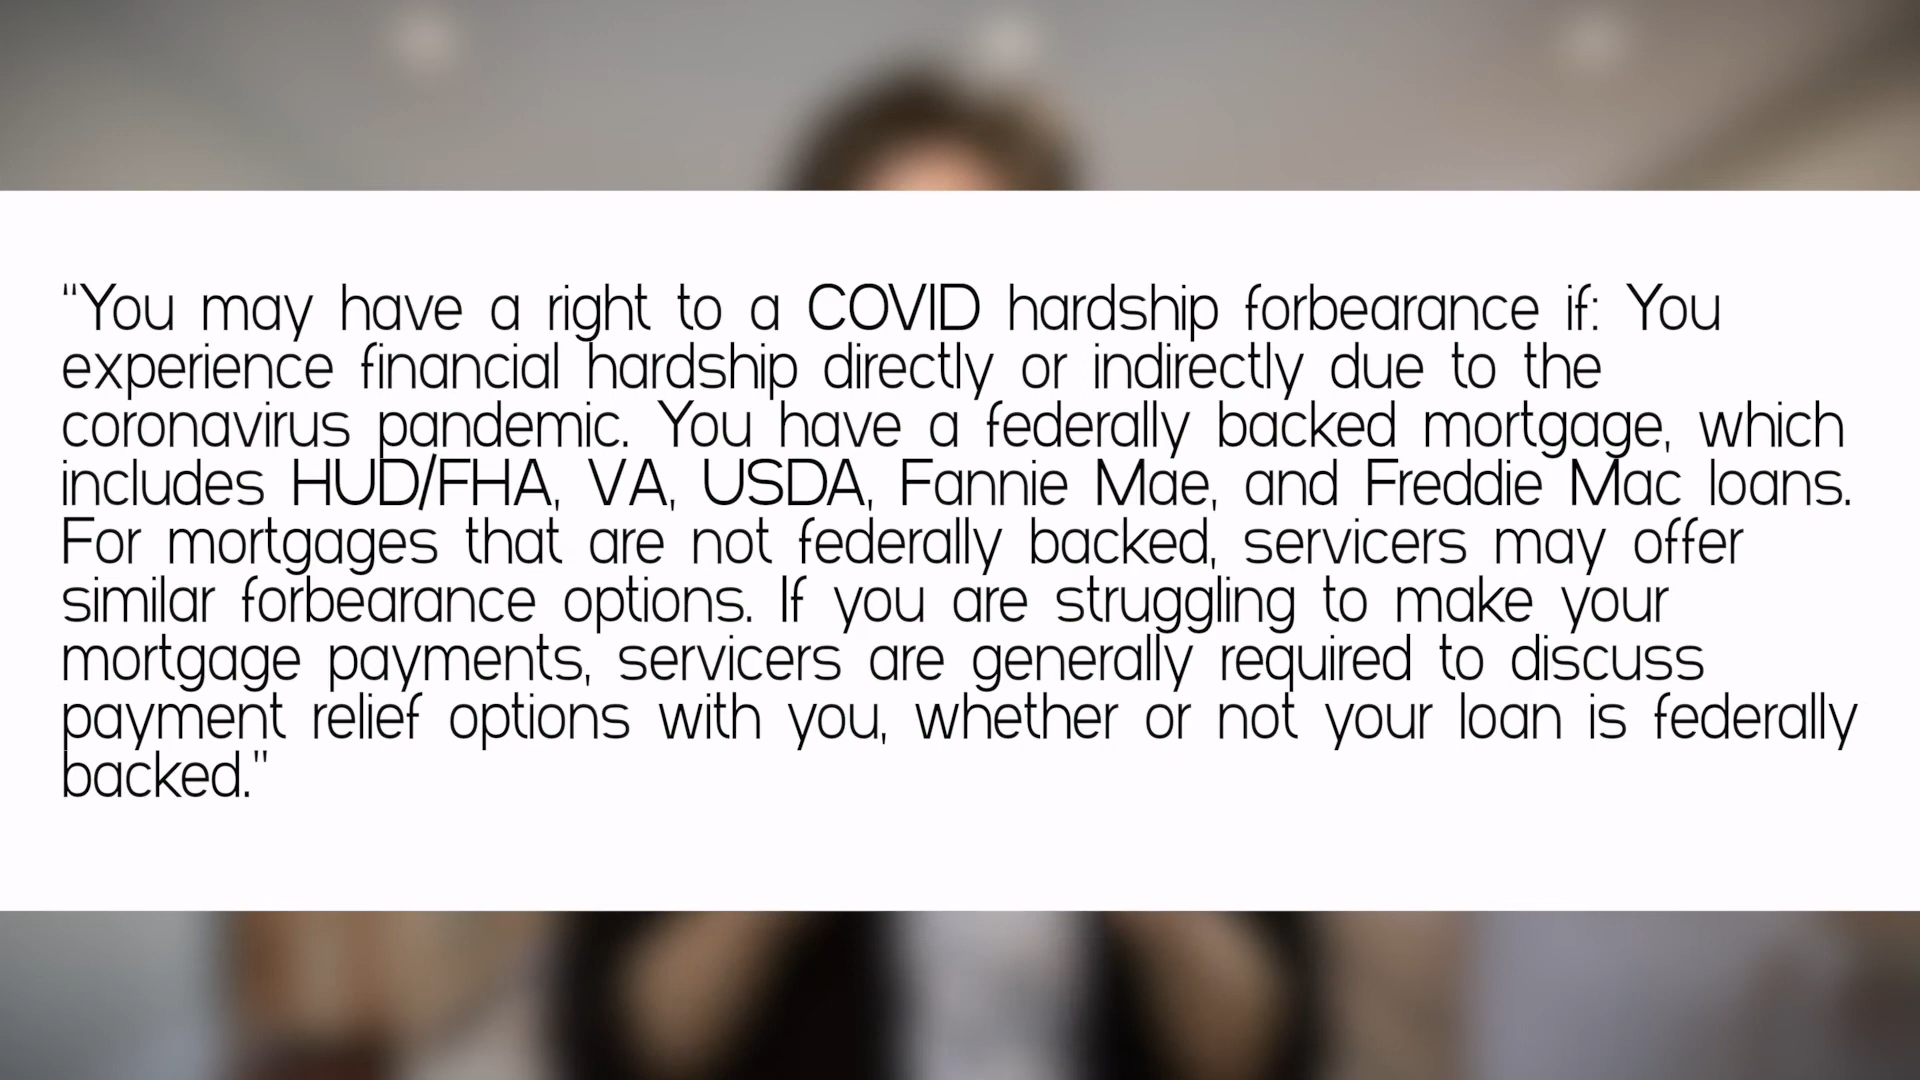 “You may have a right to a COVID hardship forbearance if: You
experience financial hardship directly or indirectly due to the
coronavirus pandemic. You have a federally backed mortgage, which
includes HUD/FHA, VA, USDA, Fannie Mae, and Freddie Mac loans.
For mortgages that are not federally backed, servicers may offer
similar forbearance options. If you are struggling to make your
mortgage payments, servicers are generally required to discuss
payment relief options with you, whether or not your loan is federally
backed."